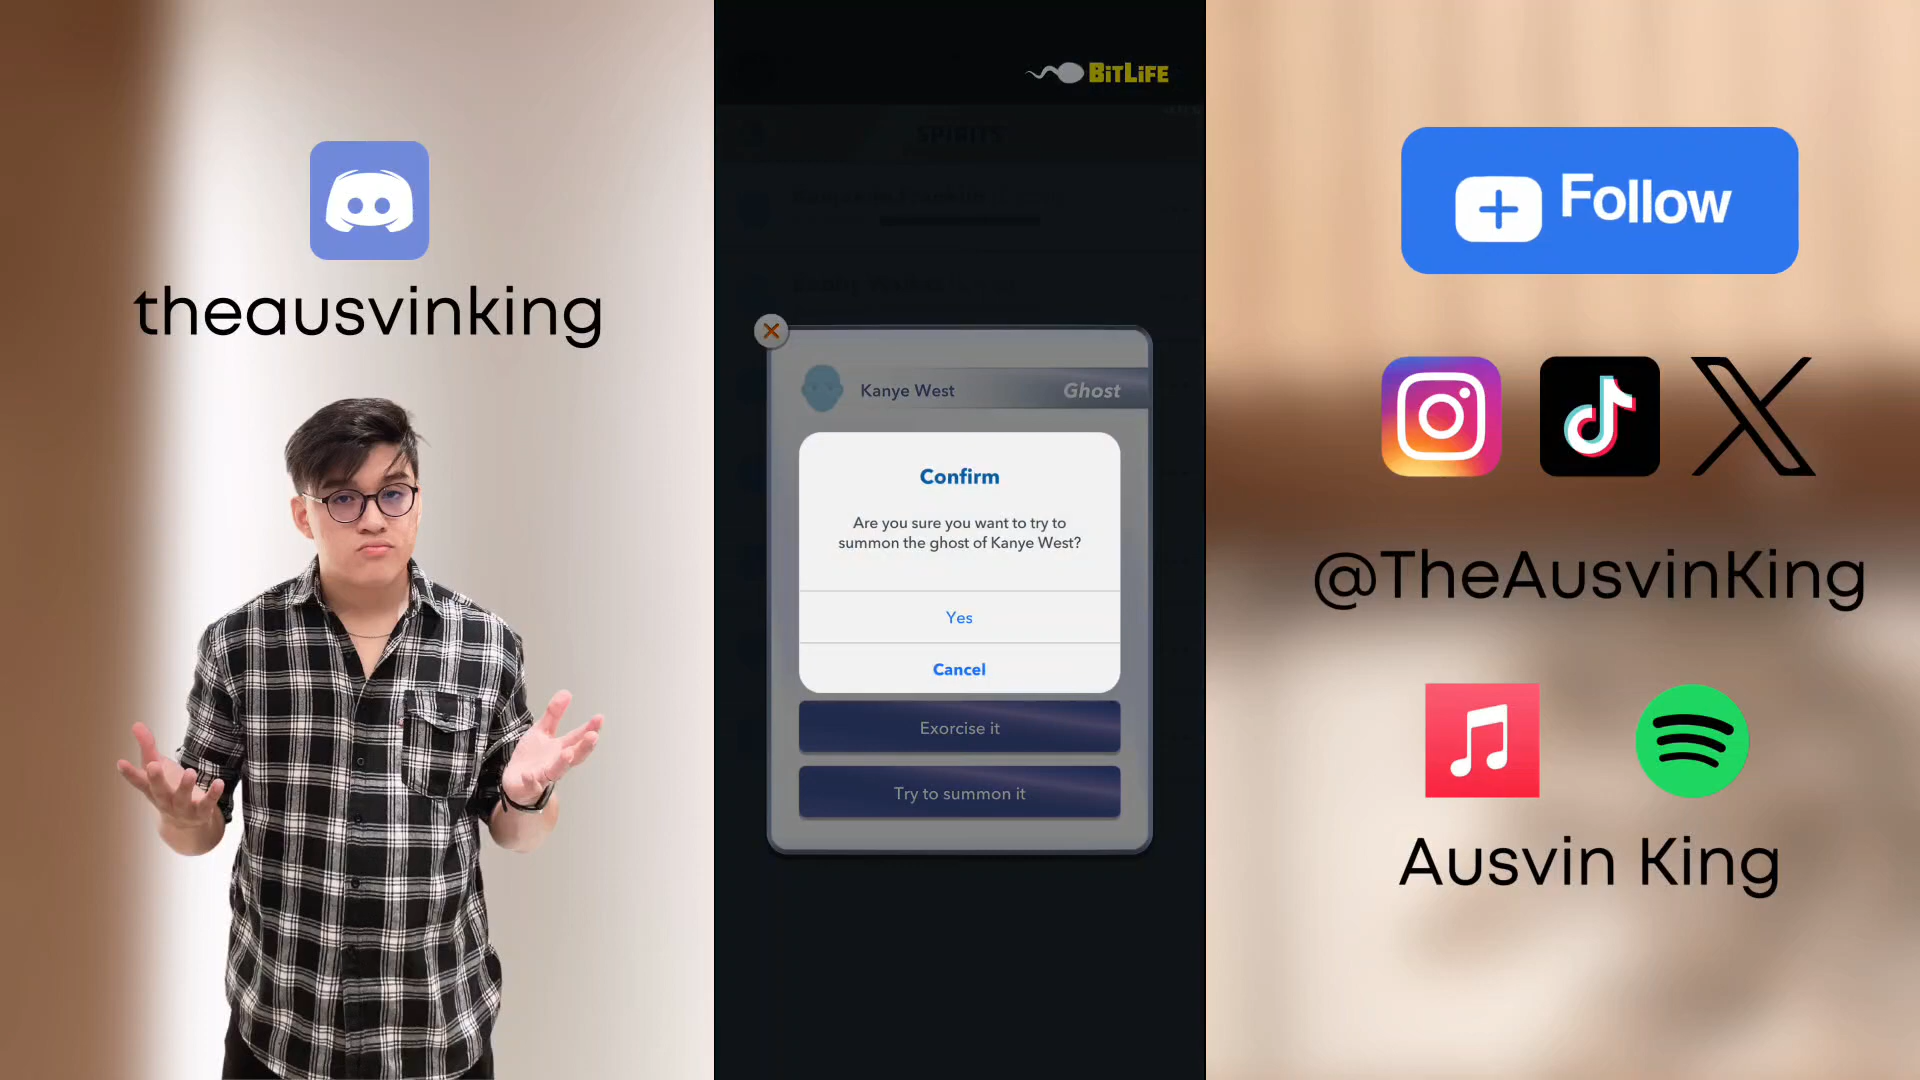 theausvinking
BiTLiFE
SPIRITS
Kanye West
Ghost
Confirm
Are you sure you want to try to
summon the ghost of Kanye West?
Yes
Cancel
Exorcise it
Try to summon it
Follow
@TheAusvinKing
Ausvin King